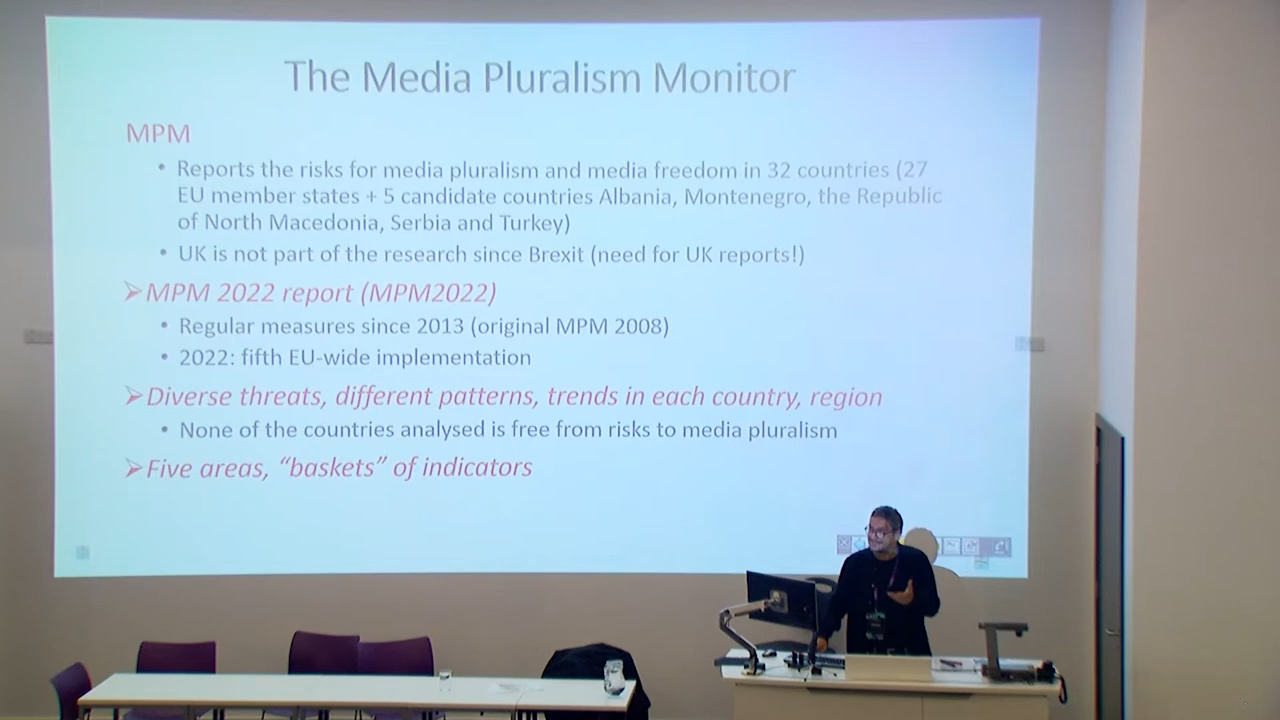 The Media Pluralism Monitor
MPM
• Reports the risks for media pluralism and media freedom in 32 countries (27
EU member states + 5 candidate countries Albania, Montenegro, the Republic
of North Macedonia, Serbia and Turkey)
• UK is not part of the research since Brexit (need for UK reports!)
➢MPM 2022 report (MPM2022)
• Regular measures since 2013 (original MPM 2008)
• 2022: fifth EU-wide implementation
➢Diverse threats, different patterns, trends in each country, region
• None of the countries analysed is free from risks to media pluralism
➢Five areas, “baskets” of indicators